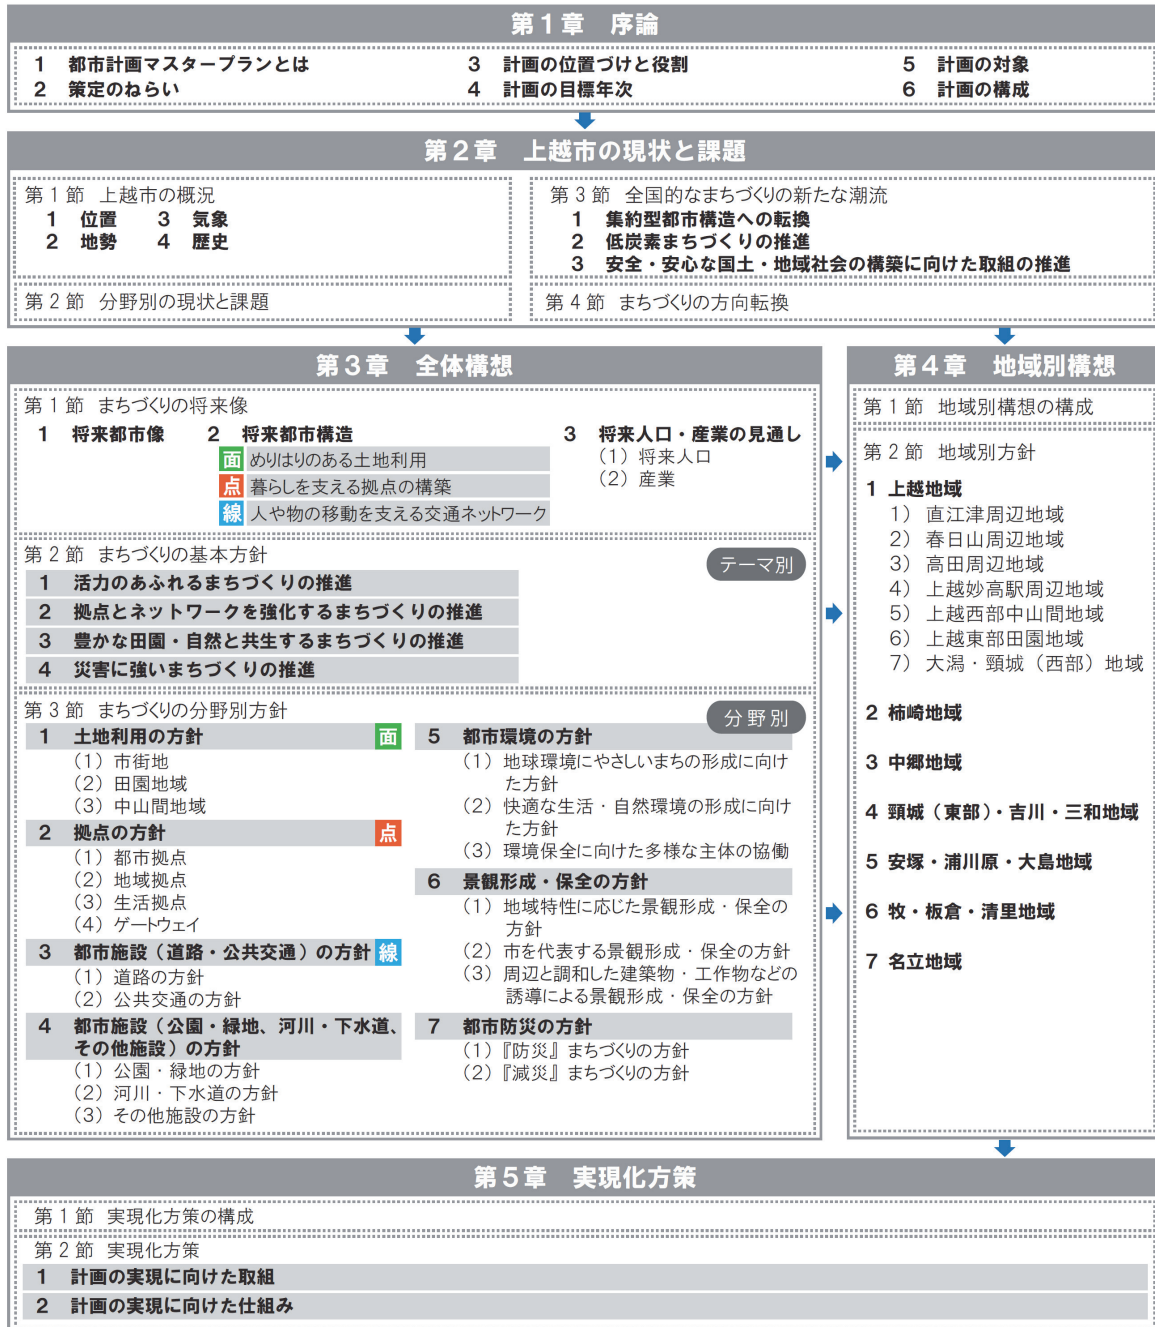 第1章 序論
1 都市計画マスタープランとは
2 策定のねらい
3 計画の位置づけと役割
4 計画の目標年次
5 計画の対象
6 計画の構成
第2章 上越市の現状と課題
第1節 上越市の概況
1 位置 3 気象
2 地勢 4 歴史
第2節 分野別の現状と課題
第3節 全国的なまちづくりの新たな潮流
1 集約型都市構造への転換
2 低炭素まちづくりの推進
3 安全・安心な国土・地域社会の構築に向けた取組の推進
第4節 まちづくりの方向転換
第3章 全体構想
第1節 まちづくりの将来像
1 将来都市像
2 将来都市構造
面 めりはりのある土地利用
点 暮らしを支える拠点の構築
線 人や物の移動を支える交通ネットワーク
3 将来人口・産業の見通し
(1)将来人口
(2)産業
第2節 まちづくりの基本方針
テーマ別
1 活力のあふれるまちづくりの推進
2 拠点とネットワークを強化するまちづくりの推進
3 豊かな田園・自然と共生するまちづくりの推進
4 災害に強いまちづくりの推進
第3節 まちづくりの分野別方針
分野別
1 土地利用の方針 面
(1)市街地
(2)田園地域
(3)中山間地域
2 拠点の方針 点
(1)都市拠点
(2)地域拠点
(3)生活拠点
(4)ゲートウェイ
3 都市施設(道路・公共交通)の方針 線
(1)道路の方針
(2)公共交通の方針
4 都市施設(公園・緑地、河川・下水道、
その他施設)の方針
(1)公園・緑地の方針
(2)河川・下水道の方針
(3)その他施設の方針
5 都市環境の方針
(1)地球環境にやさしいまちの形成に向け
た方針
(2)快適な生活・自然環境の形成に向け
た方針
(3)環境保全に向けた多様な主体の協働
6 景観形成・保全の方針
(1)地域特性に応じた景観形成・保全の
方針
(2)市を代表する景観形成・保全の方針
(3)周辺と調和した建築物・工作物などの
誘導による景観形成・保全の方針
7 都市防災の方針
(1)『防災』まちづくりの方針
(2)『減災』まちづくりの方針
第4章 地域別構想
第1節 地域別構想の構成
第2節 地域別方針
1 上越地域
1) 直江津周辺地域
2) 春日山周辺地域
3) 高田周辺地域
4) 上越妙高駅周辺地域
5) 上越西部中山間地域
6) 上越東部田園地域
7) 大潟・頸城(西部)地域
2 柿崎地域
3 中郷地域
4 頸城(東部)・吉川・三和地域
5 安塚・浦川原・大島地域
6 牧・板倉・清里地域
7 名立地域
第5章 実現化方策
第1節 実現化方策の構成
第2節 実現化方策
1 計画の実現に向けた取組
2 計画の実現に向けた仕組み